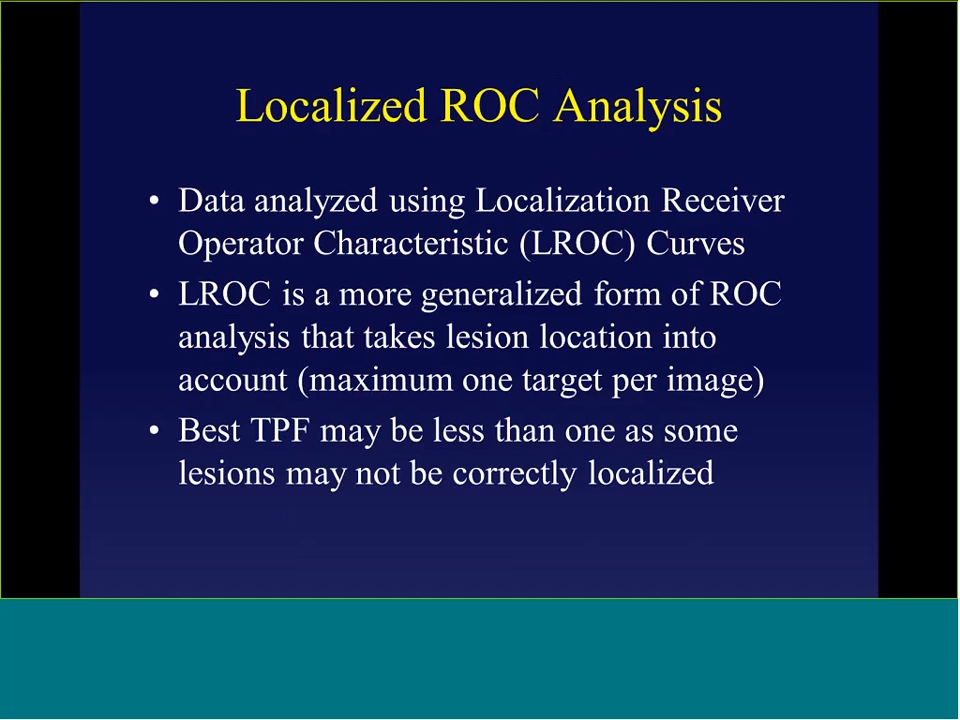 Localized ROC Analysis
• Data analyzed using Localization Receiver
Operator Characteristic (LROC) Curves
• LROC is a more generalized form of ROC
analysis that takes lesion location into
account (maximum one target per image)
• Best TPF may be less than one as some
lesions may not be correctly localized